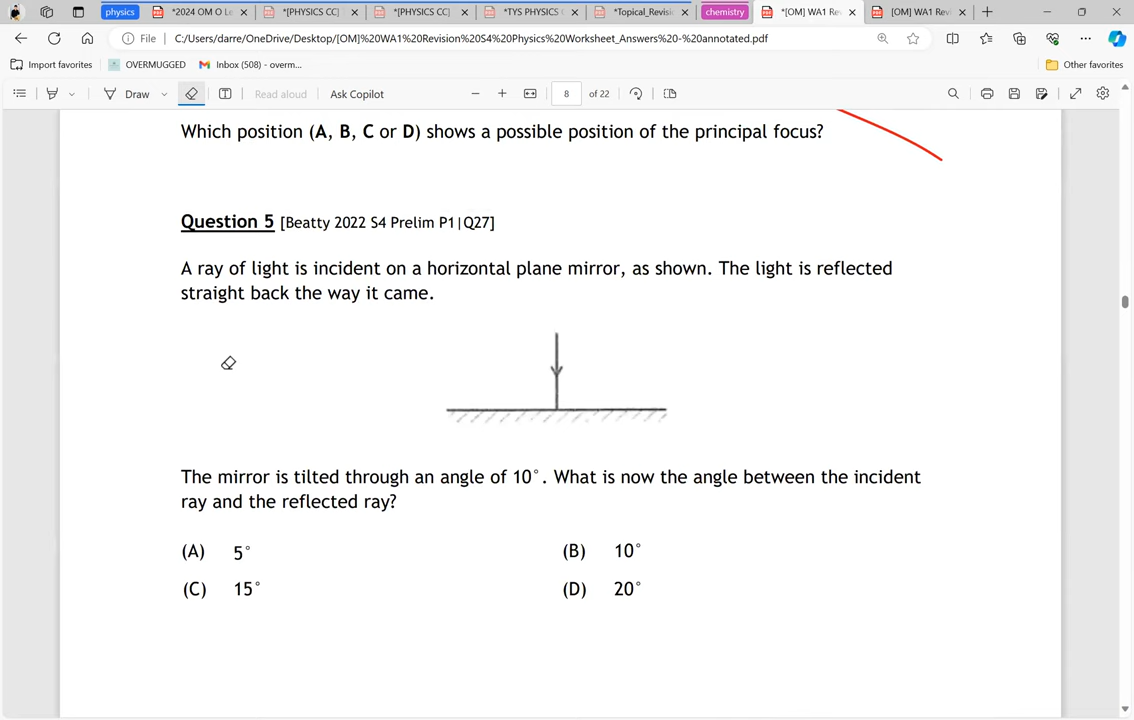 physics
*2024 OM O Le
*[PHYSICS CC]
*[PHYSICS CC]
*TYS PHYSICS
*Topical_Revisi
chemistry
*[OM] WA1 Re
[OM] WA1 Revi
File
C:/Users/darre/OneDrive/Desktop/[OM]%20WA1%20Revision%20S4%20Physics%20Worksheet_Answers%20-%20annotated.pdf
Import favorites
OVERMUGGED
Inbox (508) - overm...
Other favorites
Draw
Read aloud
Ask Copilot
8
of 22
Which position (A, B, C or D) shows a possible position of the principal focus?
Question 5 [Beatty 2022 S4 Prelim P1|Q27]
A ray of light is incident on a horizontal plane mirror, as shown. The light is reflected
straight back the way it came.
The mirror is tilted through an angle of 10°. What is now the angle between the incident
ray and the reflected ray?
(A) 5° (B) 10°
(C) 15° (D) 20°